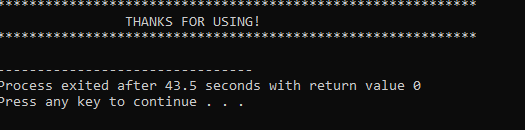 ************************************************************
THANKS FOR USING!
************************************************************
--------------------------------
Process exited after 43.5 seconds with return value 0
Press any key to continue . . .